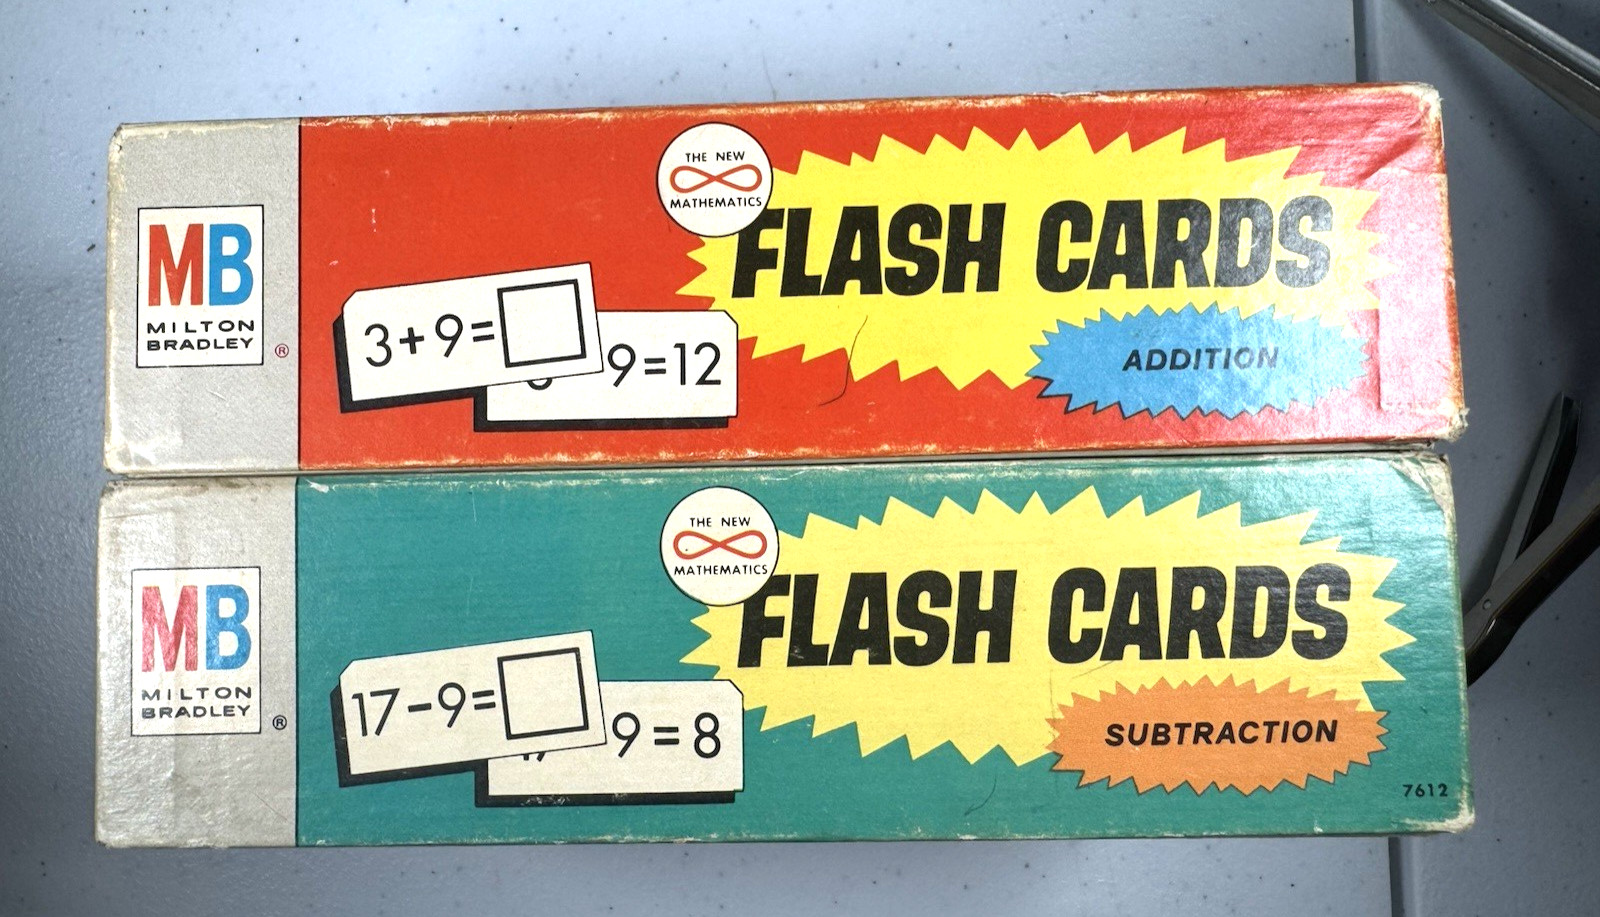 MB
MILTON
BRADLEY
®
THE NEW
MATHEMATICS
FLASH CARDS
ADDITION
3+9=
9=12
MB
MILTON
BRADLEY
®
THE NEW
MATHEMATICS
FLASH CARDS
SUBTRACTION
17-9=
9=8
7612